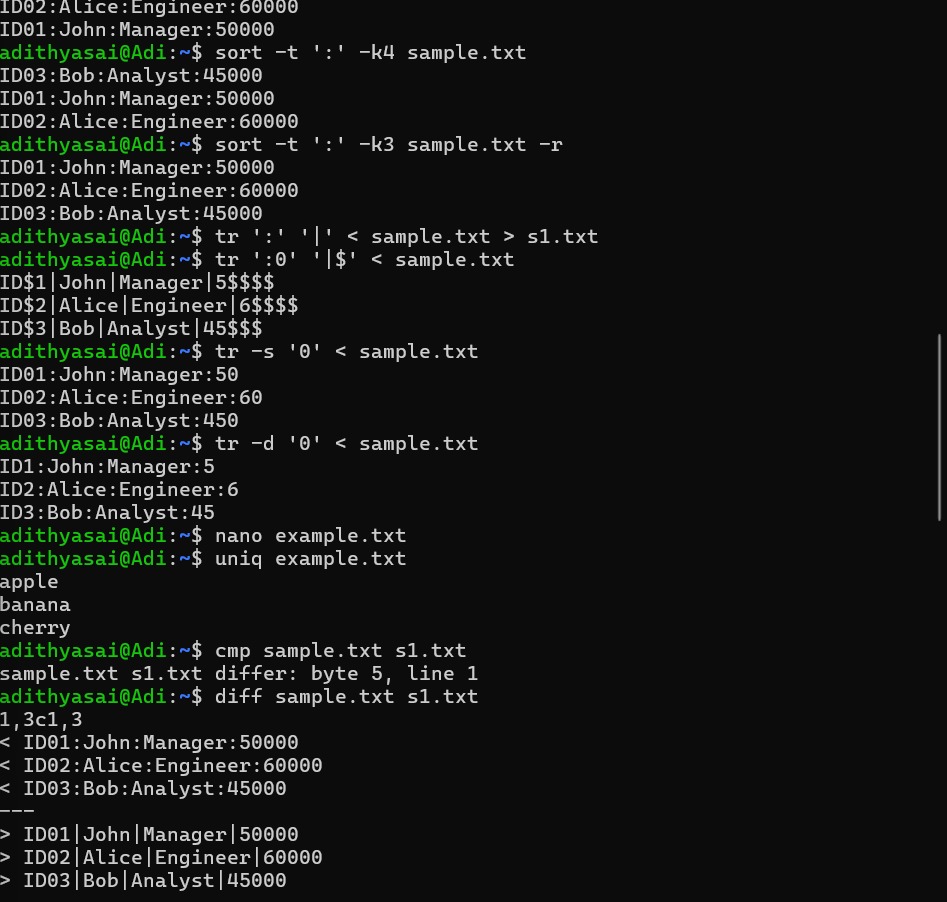 ID02:Alice:Engineer:60000
ID01:John:Manager:50000
adithyasai@Adi:~$ sort -t ':' -k4 sample.txt
ID03:Bob:Analyst:45000
ID01:John:Manager:50000
ID02:Alice:Engineer:60000
adithyasai@Adi:~$ sort -t ':' -k3 sample.txt -r
ID01:John:Manager:50000
ID02:Alice:Engineer:60000
ID03:Bob:Analyst:45000
adithyasai@Adi:~$ tr ':' '|' < sample.txt > s1.txt
adithyasai@Adi:~$ tr ':0' '|$' < sample.txt
ID$1|John|Manager|5$$$$
ID$2|Alice|Engineer|6$$$$
ID$3|Bob|Analyst|45$$$
adithyasai@Adi:~$ tr -s '0' < sample.txt
ID01:John:Manager:50
ID02:Alice:Engineer:60
ID03:Bob:Analyst:450
adithyasai@Adi:~$ tr -d '0' < sample.txt
ID1:John:Manager:5
ID2:Alice:Engineer:6
ID3:Bob:Analyst:45
adithyasai@Adi:~$ nano example.txt
adithyasai@Adi:~$ uniq example.txt
apple
banana
cherry
adithyasai@Adi:~$ cmp sample.txt s1.txt
sample.txt s1.txt differ: byte 5, line 1
adithyasai@Adi:~$ diff sample.txt s1.txt
1,3c1,3
< ID01:John:Manager:50000
< ID02:Alice:Engineer:60000
< ID03:Bob:Analyst:45000
---
> ID01|John|Manager|50000
> ID02|Alice|Engineer|60000
> ID03|Bob|Analyst|45000